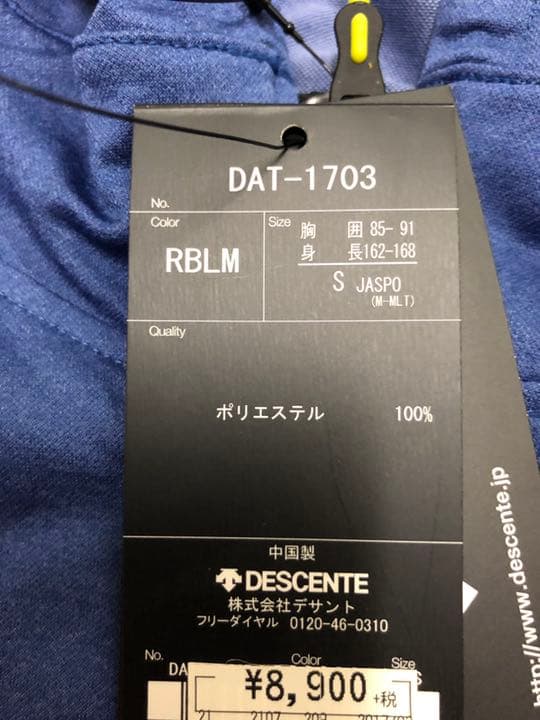 DAT-1703
No.
Color
Size
胸 囲 85- 91
身 長162-168
RBLM
S JASPO
(M-MLT)
Quality
ポリエステル 100%
中国製
DESCENTE
株式会社デサント
フリーダイヤル 0120-46-0310
No. Color Size
DA
S
¥8,900 +税
http://www.descente.jp